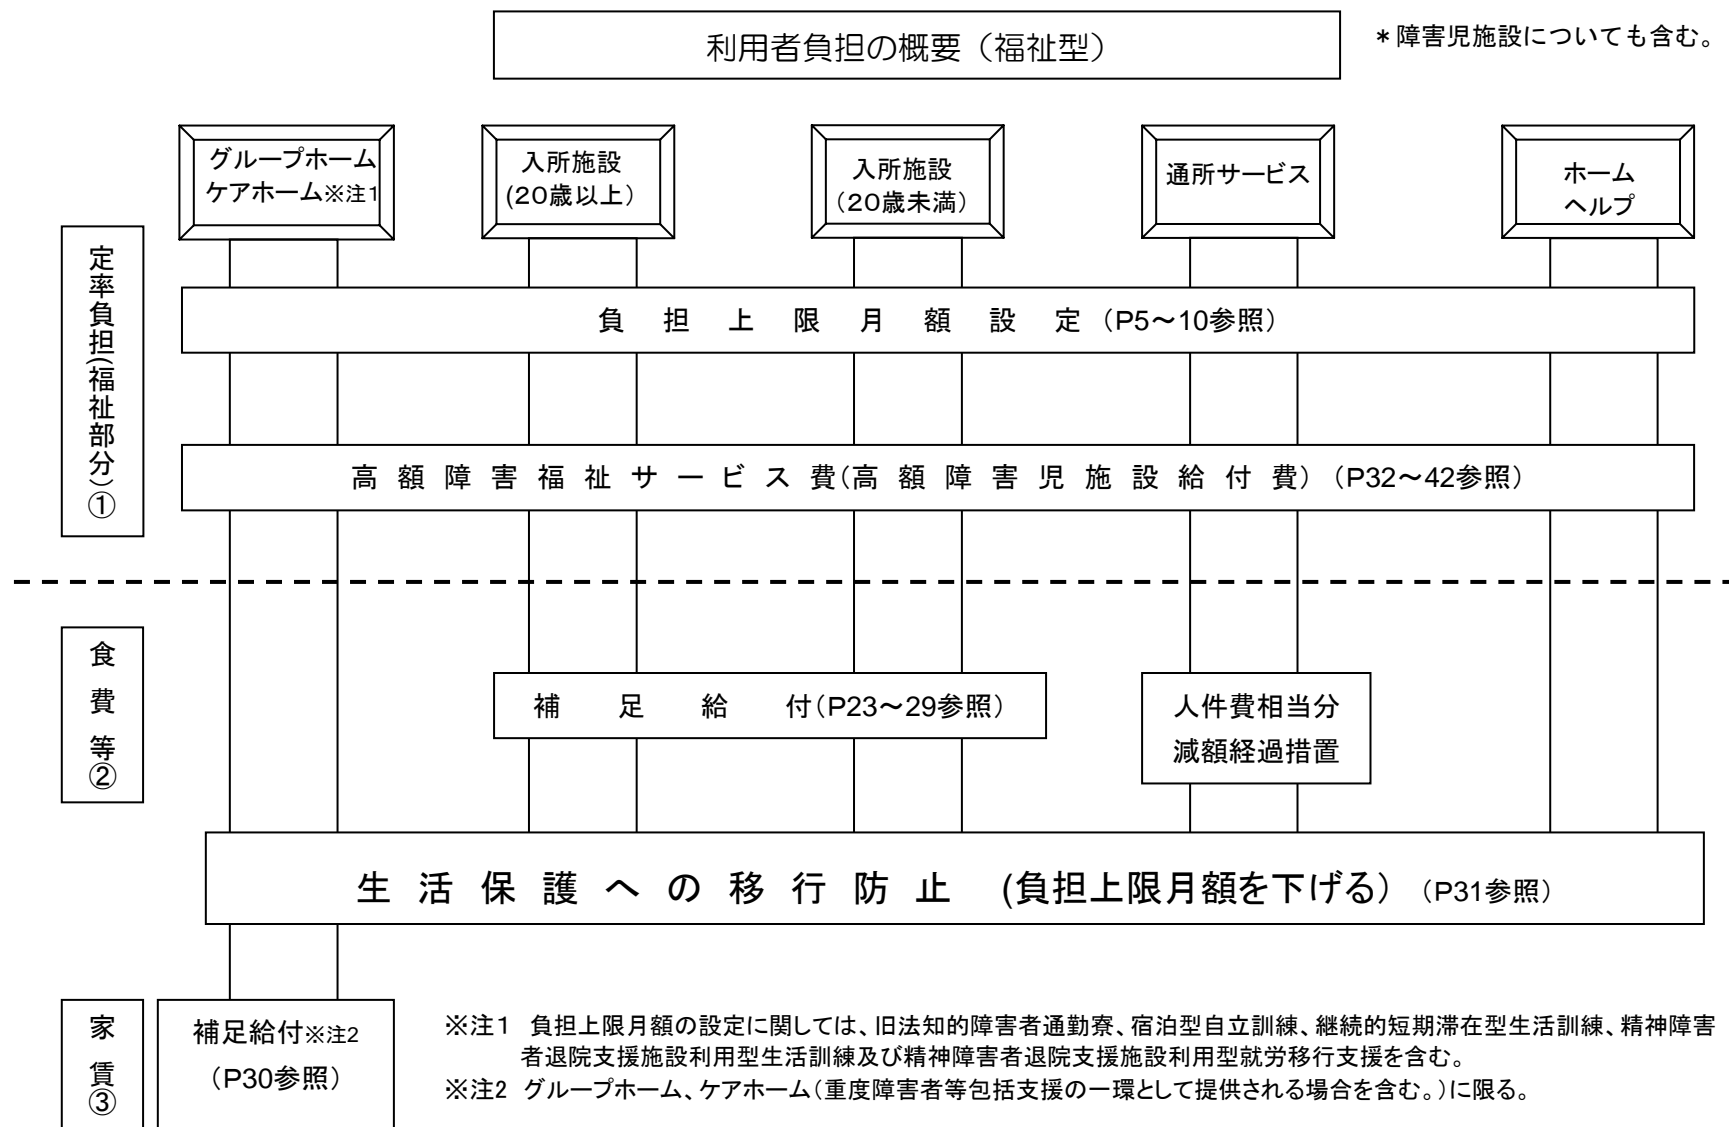 利用者負担の概要（福祉型）
＊障害児施設についても含む。
グループホーム
ケアホーム※注1
入所施設
(20歳以上）
入所施設
（２０歳未満）
通所サービス
ホーム
ヘルプ
定率負担(福祉部分）①
負担上限月額設定（P5～10参照）
高額障害福祉サービス費(高額障害児施設給付費）（P32～42参照）
食費等②
補足給付（P23～29参照）
人件費相当分
減額経過措置
生活保護への移行防止　(負担上限月額を下げる）（P31参照）
家賃③
補足給付※注2
（P30参照）
※注１　負担上限月額の設定に関しては、旧法知的障害者通勤寮、宿泊型自立訓練、継続的短期滞在型生活訓練、精神障害
者退院支援施設利用型生活訓練及び精神障害者退院支援施設利用型就労移行支援を含む。
※注2　グループホーム、ケアホーム（重度障害者等包括支援の一環として提供される場合を含む。）に限る。